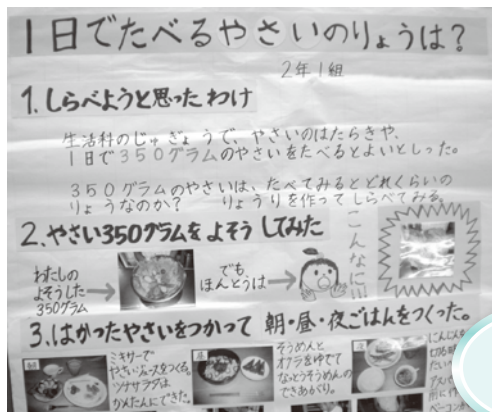 1日でたべるやさいのりょうは?
2年1組
1.しらべようと思ったわけ
生活科のじゅぎょうで、やさいのはたらきや、
1日で350グラムのやさいをたべるとよいとしった。
350グラムのやさいは、たべてみるとどれくらいの
りょうなのか? りょうりを作ってしらべてみる。
2.やさい350グラムをよそうしてみた
わたしの
よそうした
350グラム
でも
ほんとうは
こんなに!!!
3.はかったやさいをつかって 朝・昼・夜ごはんをつくった。
朝
ミキサーで
やさいジュースをつくる。
ツナサラダは
かんたんにできた。
昼
そうめんと
オクラをゆでて
なっとうそうめんの
できあがり。
夜
にんじんを